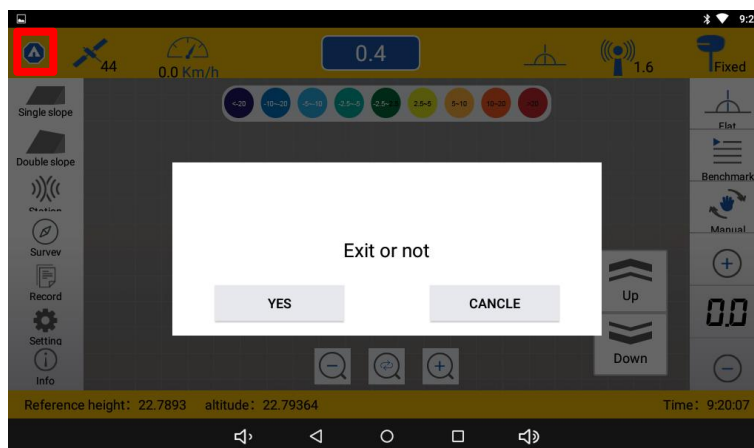 9:2
44
0.0 Km/h
0.4
1.6
Fixed
<-20
-10~-20
-5~-10
-2.5~-5
-2.5~
2.5~5
5~10
10~20
>20
Single slope
Double slope
Station
Survey
Record
Setting
Info
Flat
Benchmark
Manual
0.0
Exit or not
YES
CANCLE
Up
Down
Reference height: 22.7893
altitude: 22.79364
Time: 9:20:07